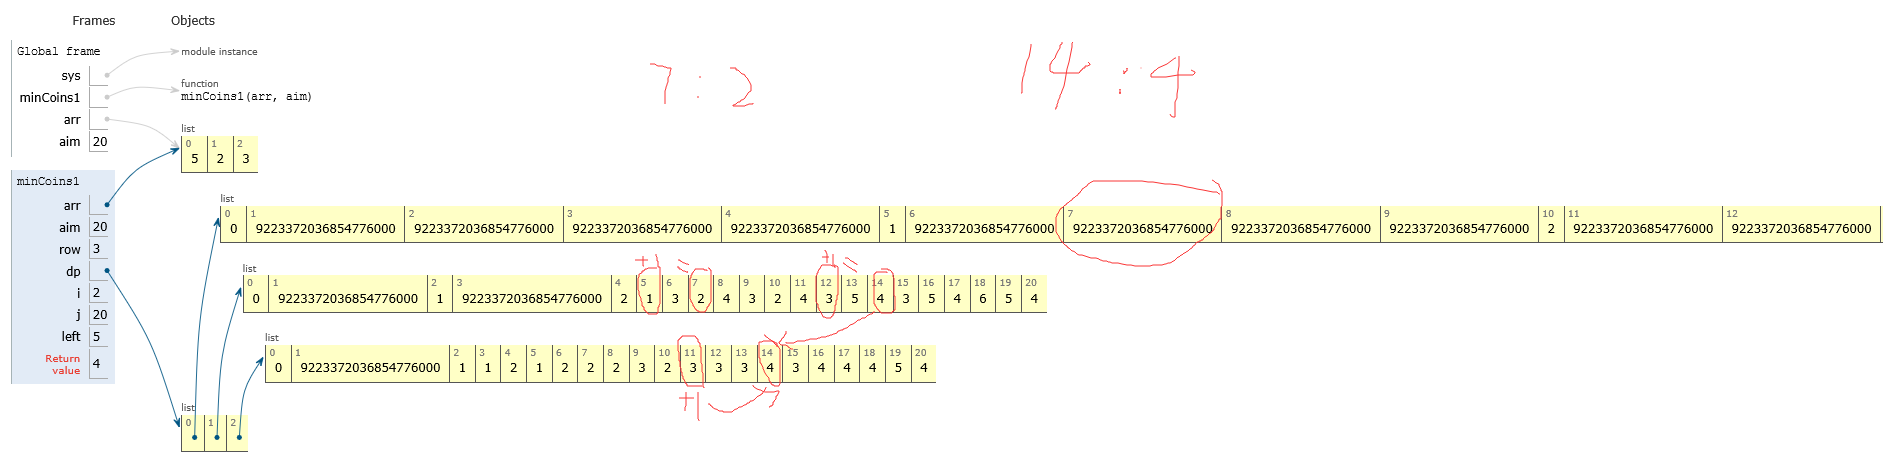 Frames Objects
7 : 2 14 : 4
Global frame
module instance
sys
function
minCoins1
minCoins1(arr, aim)
arr
list
aim 20
0 1 2
5 2 3
minCoins1
list
arr
0 1 2 3 4 5 6 7 8 9 10 11 12
aim 20
0 9223372036854776000 9223372036854776000 9223372036854776000 9223372036854776000 1 9223372036854776000 9223372036854776000 9223372036854776000 9223372036854776000 2 9223372036854776000 9223372036854776000
row 3
+1 = +1 =
dp
list
0 1 2 3 4 5 6 7 8 9 10 11 12 13 14 15 16 17 18 19 20
i 2
0 9223372036854776000 1 9223372036854776000 2 1 3 2 4 3 2 4 3 5 4 3 5 4 6 5 4
j 20
left 5
list
Return value 4
0 1 2 3 4 5 6 7 8 9 10 11 12 13 14 15 16 17 18 19 20
0 9223372036854776000 1 1 2 1 2 2 2 3 2 3 3 3 4 3 4 4 4 5 4
+1
list
0 1 2